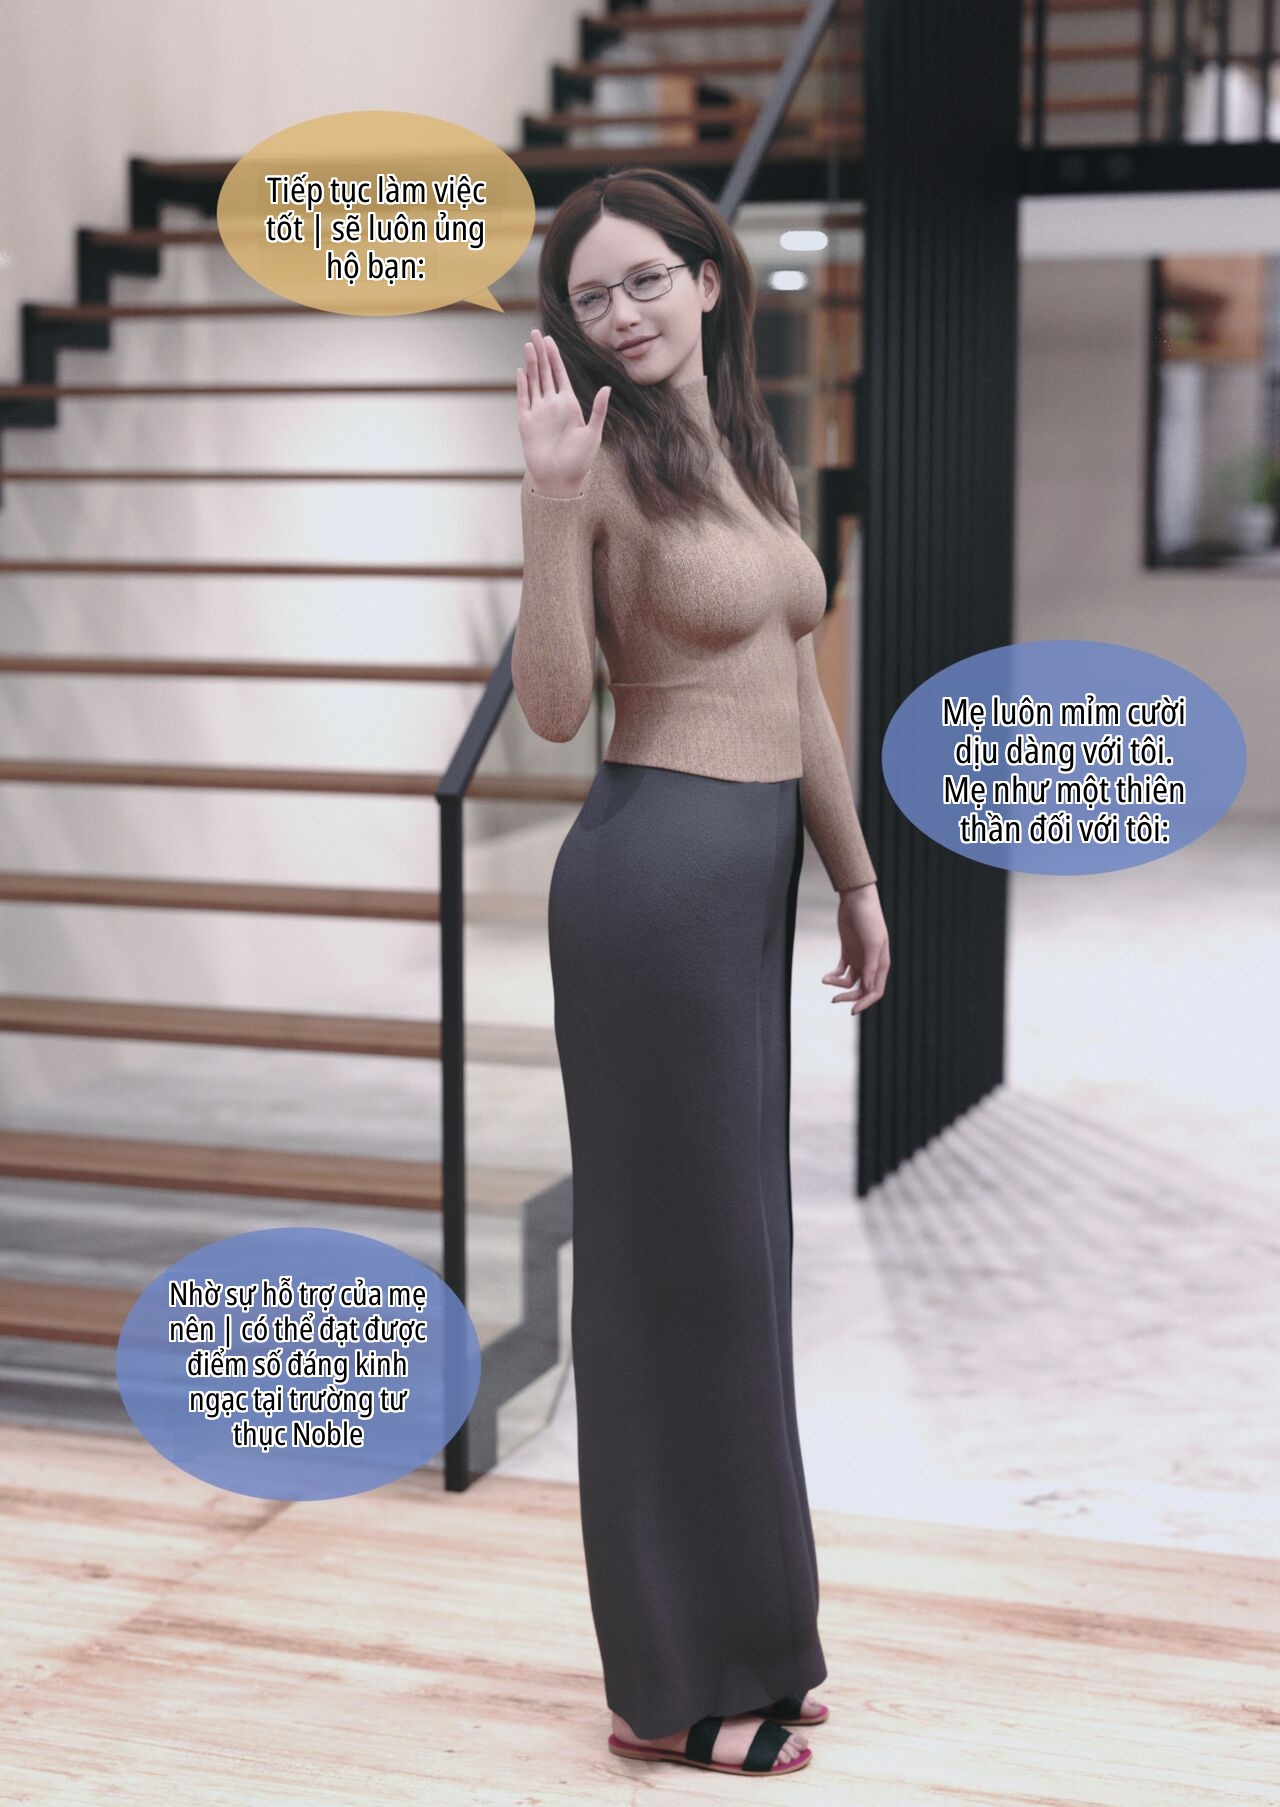 Tiếp tục làm việc
tốt | sẽ luôn ủng
hộ bạn:
Mẹ luôn mỉm cười
dịu dàng với tôi.
Mẹ như một thiên
thần đối với tôi:
Nhờ sự hỗ trợ của mẹ
nên | có thể đạt được
điểm số đáng kinh
ngạc tại trường tư
thục Noble